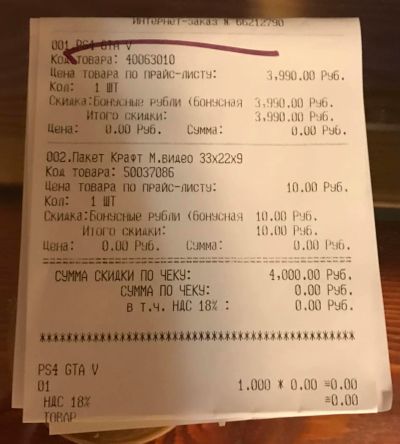 Интернет-заказ № 66212790
001.PS4 GTA V
Код товара: 40063010
Цена товара по прайс-листу: 3,990.00 Руб.
Кол: 1 ШТ
Скидка:Бонусные рубли (бонусная 3,990.00 Руб.
Итого скидки: 3,990.00 Руб.
Цена: 0.00 Руб. Сумма: 0.00 Руб.
002.Пакет Крафт М.видео 33x22x9
Код товара: 50037086
Цена товара по прайс-листу: 10.00 Руб.
Кол: 1 ШТ
Скидка:Бонусные рубли (бонусная 10.00 Руб.
Итого скидки: 10.00 Руб.
Цена: 0.00 Руб. Сумма: 0.00 Руб.
СУММА СКИДКИ ПО ЧЕКУ: 4,000.00 Руб.
СУММА ПО ЧЕКУ: 0.00 Руб.
в т.ч. НДС 18% : 0.00 Руб.
PS4 GTA V
01 1.000 * 0.00 ≡0.00
НДС 18% ≡0.00
ТОВАР